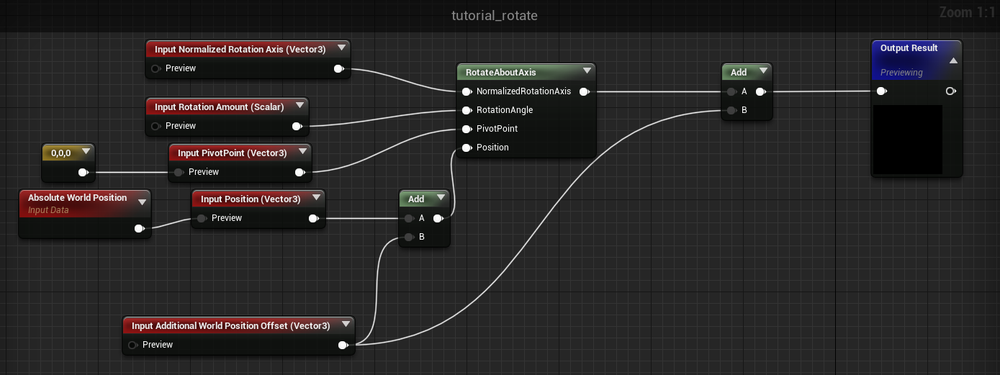 tutorial_rotate
Zoom 1:1
Input Normalized Rotation Axis (Vector3)
Preview
Input Rotation Amount (Scalar)
Preview
0,0,0
Input PivotPoint (Vector3)
Preview
Absolute World Position
Input Data
Input Position (Vector3)
Preview
Add
A
B
Input Additional World Position Offset (Vector3)
Preview
RotateAboutAxis
NormalizedRotationAxis
RotationAngle
PivotPoint
Position
Add
A
B
Output Result
Previewing